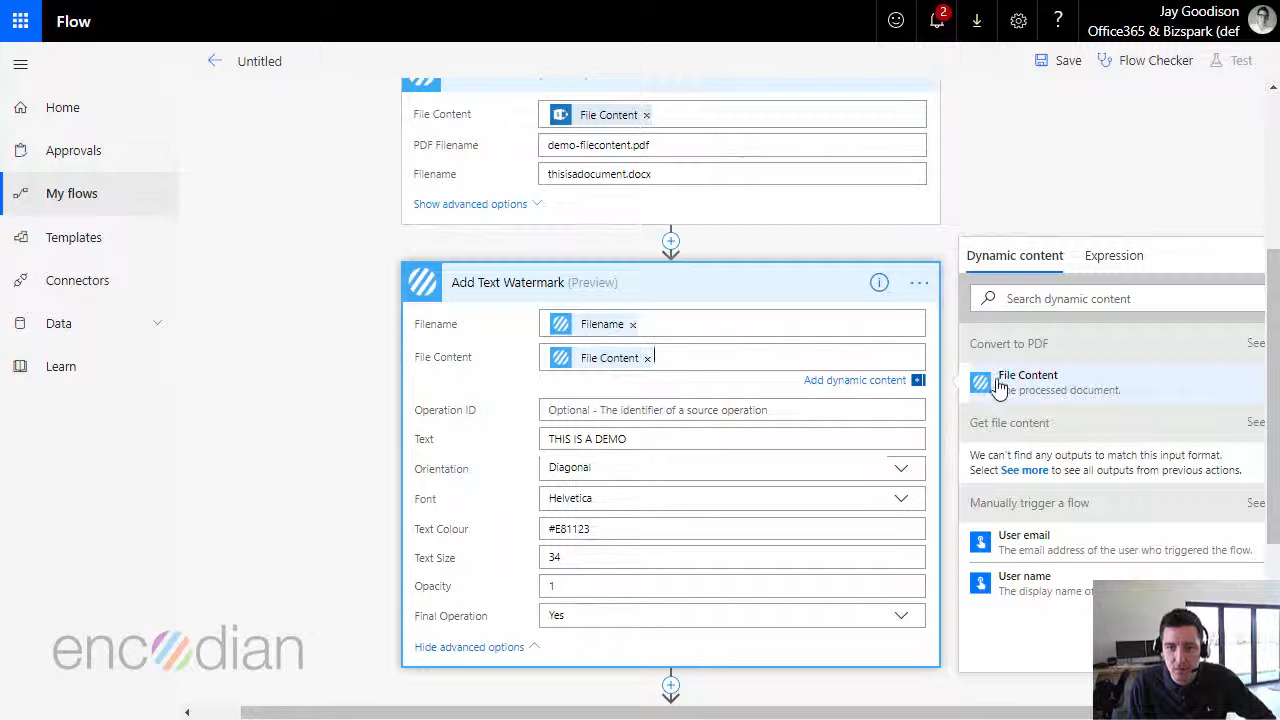 Flow
2
?
Jay Goodison
Office365 & Bizspark (def
Untitled
Save
Flow Checker
Test
Home
Approvals
My flows
Templates
Connectors
Data
Learn
File Content
File Content ×
PDF Filename
demo-filecontent.pdf
Filename
thisisadocument.docx
Show advanced options
Add Text Watermark (Preview)
Filename
Filename ×
File Content
File Content ×
Add dynamic content
Operation ID
Optional - The identifier of a source operation
Text
THIS IS A DEMO
Orientation
Diagonal
Font
Helvetica
Text Colour
#E81123
Text Size
34
Opacity
1
Final Operation
Yes
Hide advanced options
Dynamic content
Expression
Search dynamic content
Convert to PDF
See
File Content
processed document.
Get file content
See
We can't find any outputs to match this input format.
Select See more to see all outputs from previous actions.
Manually trigger a flow
See
User email
The email address of the user who triggered the flow.
User name
The display name
encodian